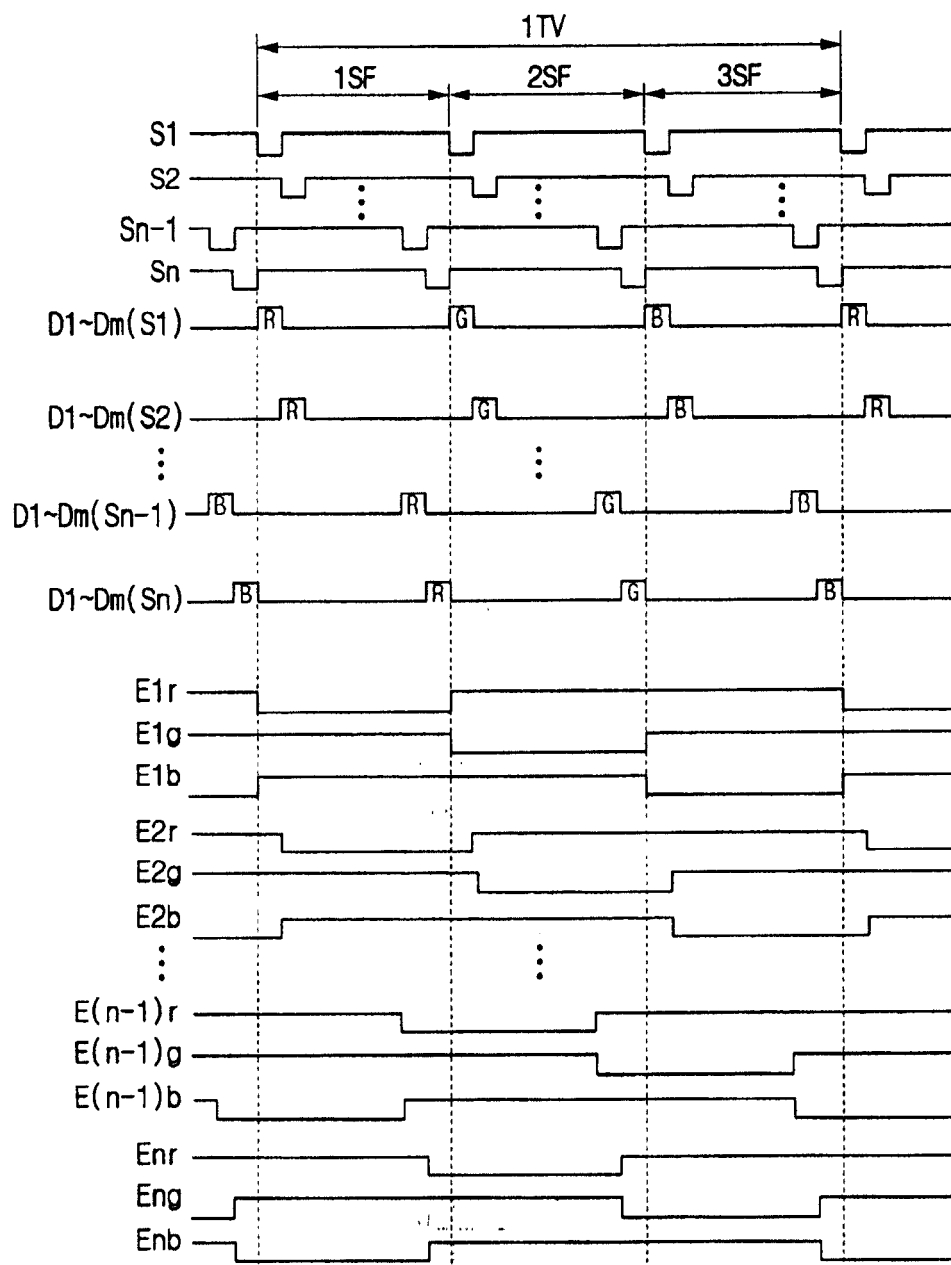 1TV
1SF 2SF 3SF
S1
S2
Sn-1
Sn
D1~Dm(S1) R G B R
D1~Dm(S2) R G B R
D1~Dm(Sn-1) B R G B
D1~Dm(Sn) B R G B
E1r
E1g
E1b
E2r
E2g
E2b
E(n-1)r
E(n-1)g
E(n-1)b
Enr
Eng
Enb